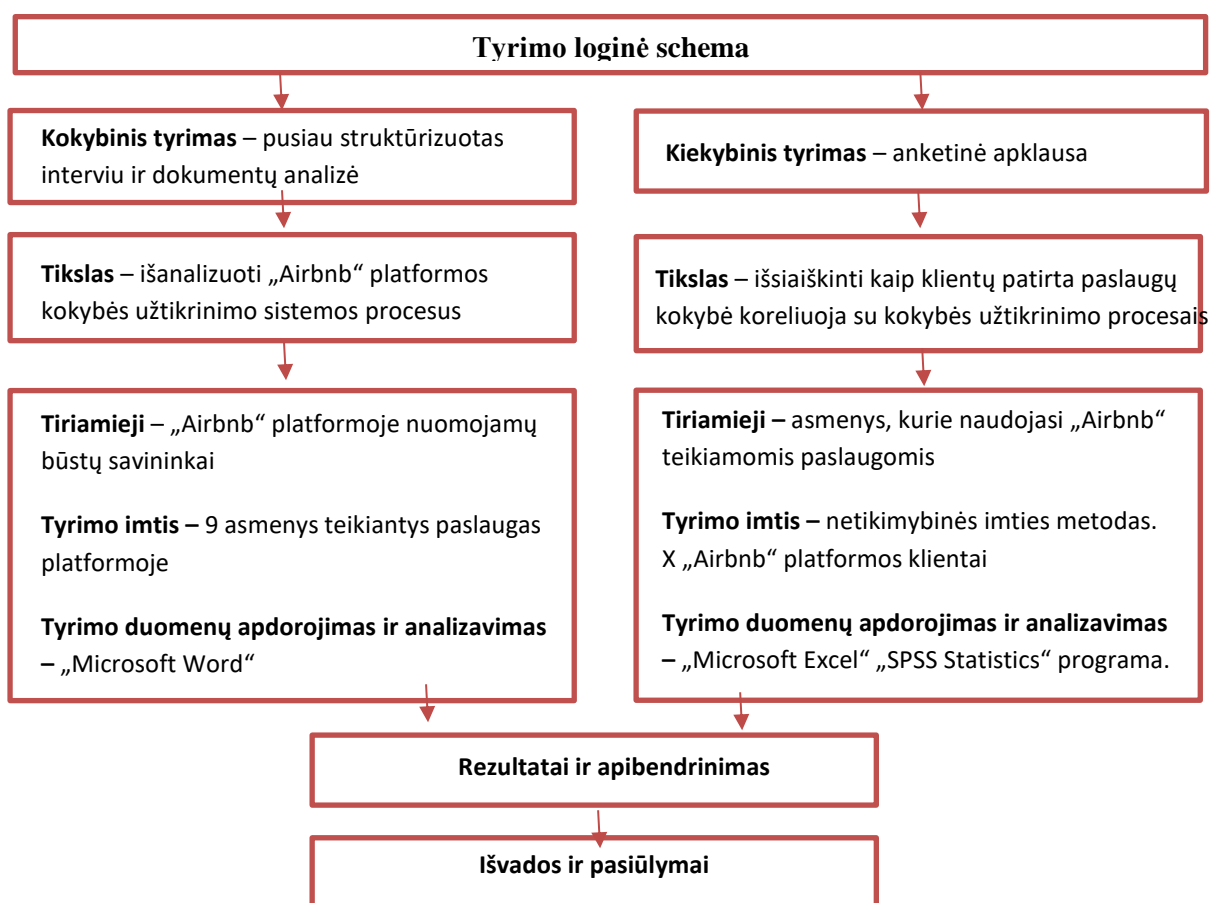 Tyrimo loginė schema
Kokybinis tyrimas – pusiau struktūrizuotas
interviu ir dokumentų analizė
Tikslas – išanalizuoti „Airbnb“ platformos
kokybės užtikrinimo sistemos procesus
Tiriamieji – „Airbnb“ platformoje nuomojamų
būstų savininkai
Tyrimo imtis – 9 asmenys teikiantys paslaugas
platformoje
Tyrimo duomenų apdorojimas ir analizavimas
– „Microsoft Word“
Kiekybinis tyrimas – anketinė apklausa
Tikslas – išsiaiškinti kaip klientų patirta paslaugų
kokybė koreliuoja su kokybės užtikrinimo procesais
Tiriamieji – asmenys, kurie naudojasi „Airbnb“
teikiamomis paslaugomis
Tyrimo imtis – netikimybinės imties metodas.
X „Airbnb“ platformos klientai
Tyrimo duomenų apdorojimas ir analizavimas
– „Microsoft Excel“ „SPSS Statistics“ programa.
Rezultatai ir apibendrinimas
Išvados ir pasiūlymai